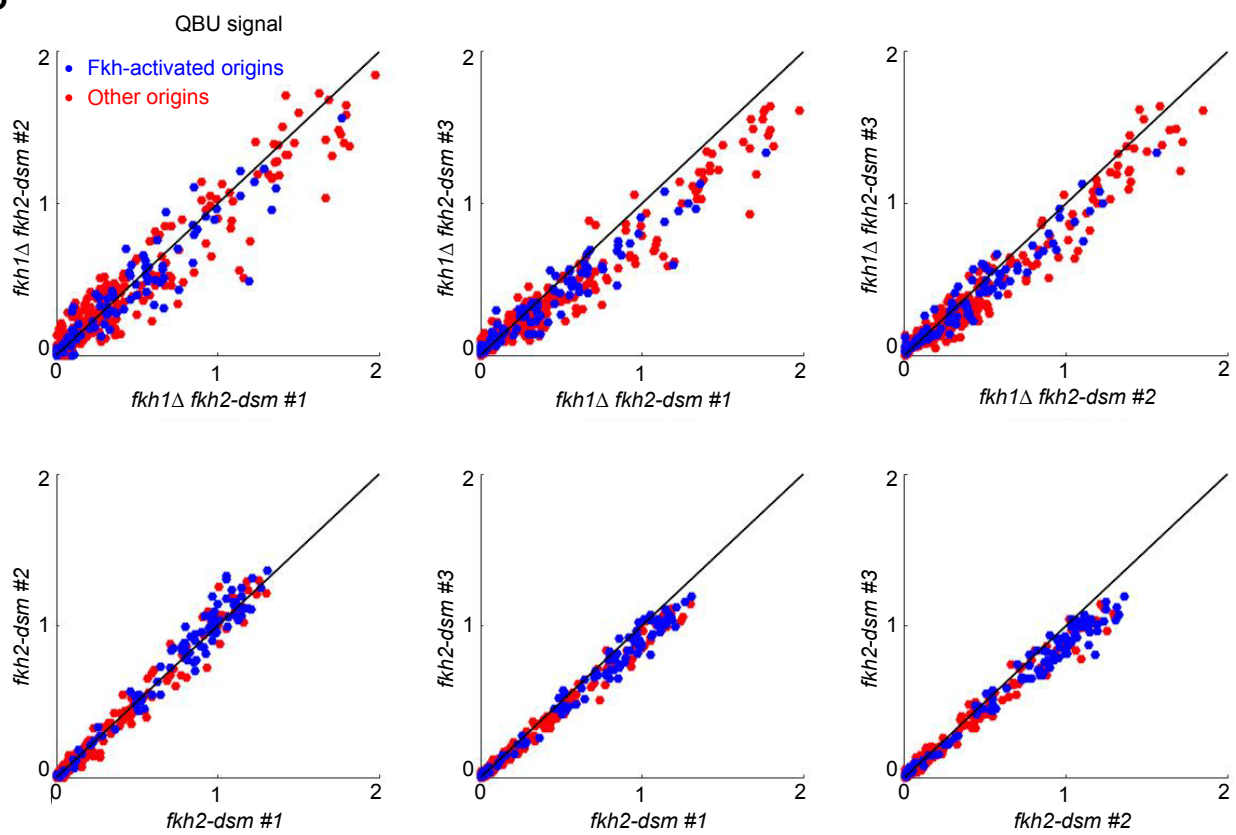 QBU signal
Fkh-activated origins
Other origins
2
1
0
0
1
2
fkh1Δ fkh2-dsm #2
fkh1Δ fkh2-dsm #1
2
1
0
0
1
2
fkh1Δ fkh2-dsm #3
fkh1Δ fkh2-dsm #1
2
1
0
0
1
2
fkh1Δ fkh2-dsm #3
fkh1Δ fkh2-dsm #2
2
1
0
0
1
2
fkh2-dsm #2
fkh2-dsm #1
2
1
0
0
1
2
fkh2-dsm #3
fkh2-dsm #1
2
1
0
0
1
2
fkh2-dsm #3
fkh2-dsm #2